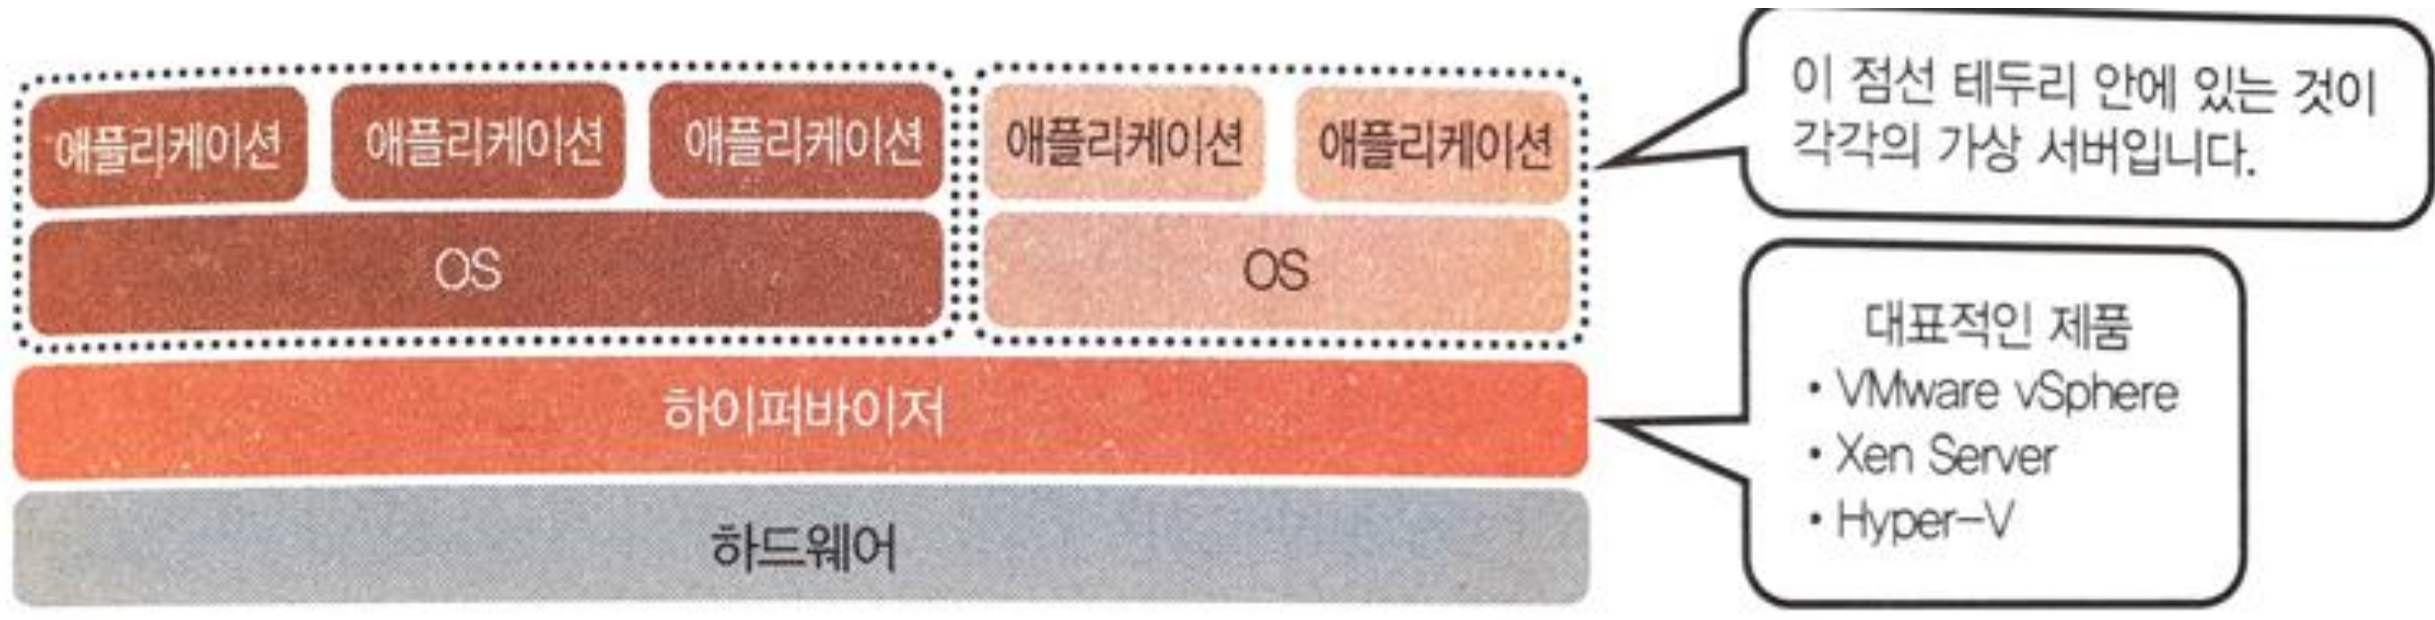 애플리케이션 애플리케이션 애플리케이션 애플리케이션 애플리케이션
OS OS
하이퍼바이저
하드웨어
이 점선 테두리 안에 있는 것이
각각의 가상 서버입니다.
대표적인 제품
• VMware vSphere
• Xen Server
• Hyper-V